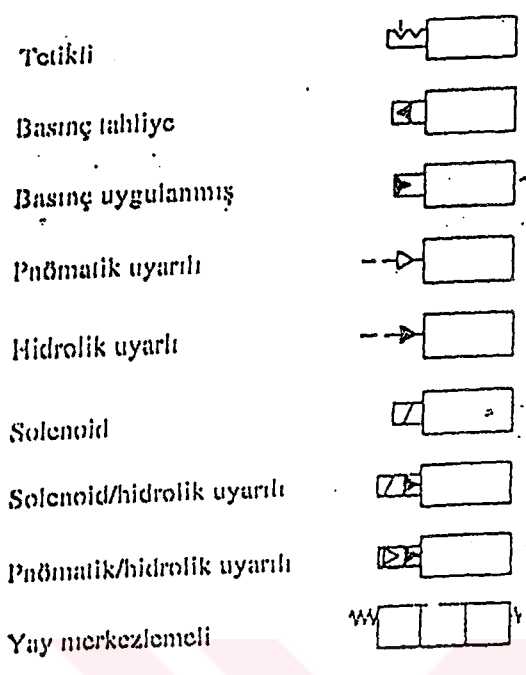 Tetikli
Basınç tahliye
Basınç uygulanmış
Pnömatik uyarılı
Hidrolik uyarlı
Solenoid
Solenoid/hidrolik uyarılı
Pnömatik/hidrolik uyarılı
Yay merkezlemeli